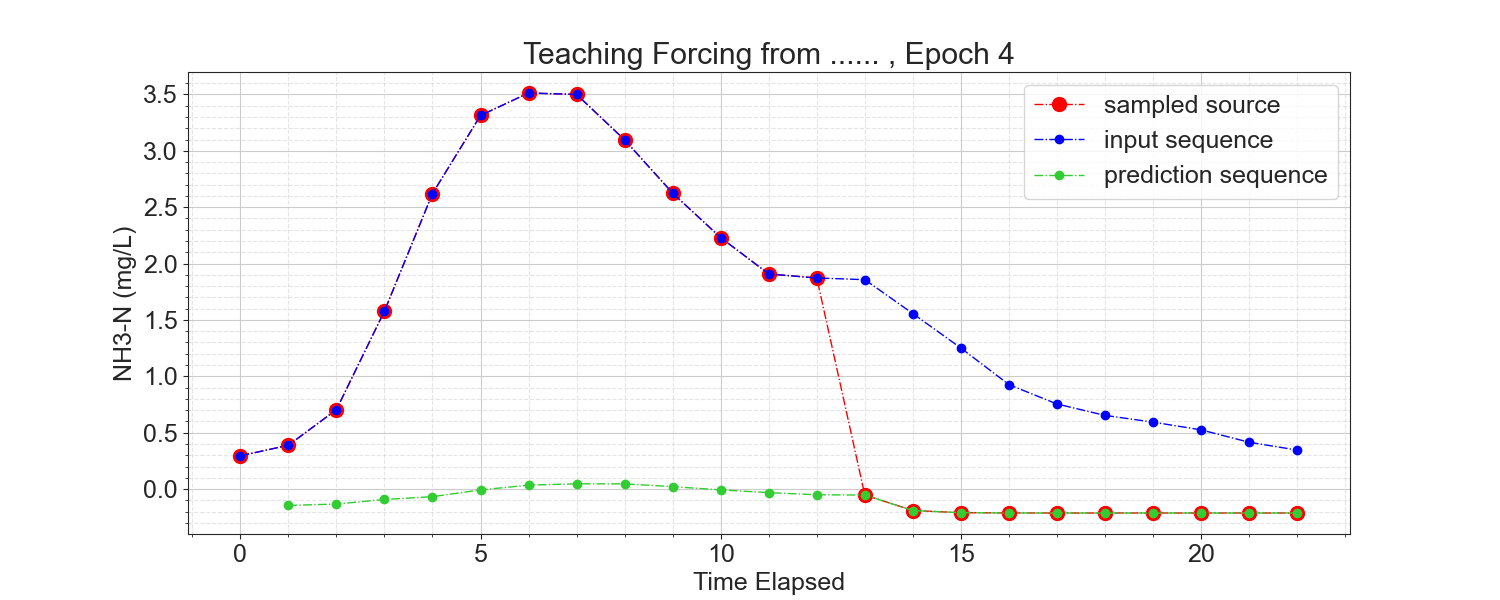 Teaching Forcing from ...... , Epoch 4
sampled source
input sequence
prediction sequence
NH3-N (mg/L)
3.5
3.0
2.5
2.0
1.5
1.0
0.5
0.0
0 5 10 15 20
Time Elapsed